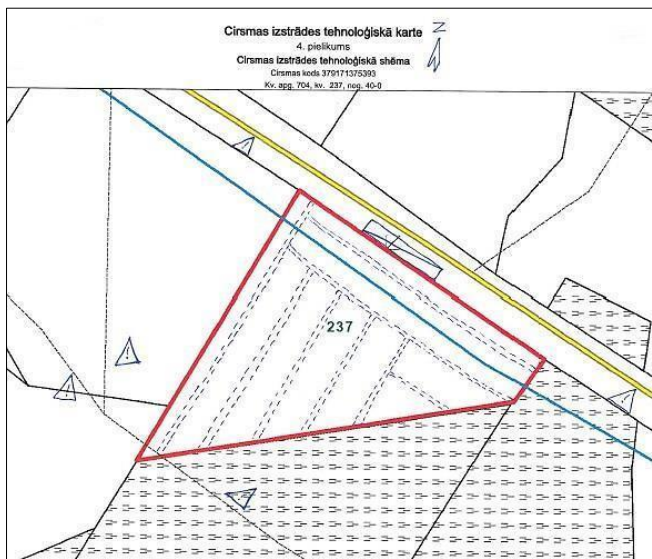 Cirsmas izstrādes tehnoloģiskā karte
Z
4. pielikums
Cirsmas izstrādes tehnoloģiskā shēma
Cirsmas kods 379171375393
Kv. apg. 704, kv. 237, nog. 40-0
237